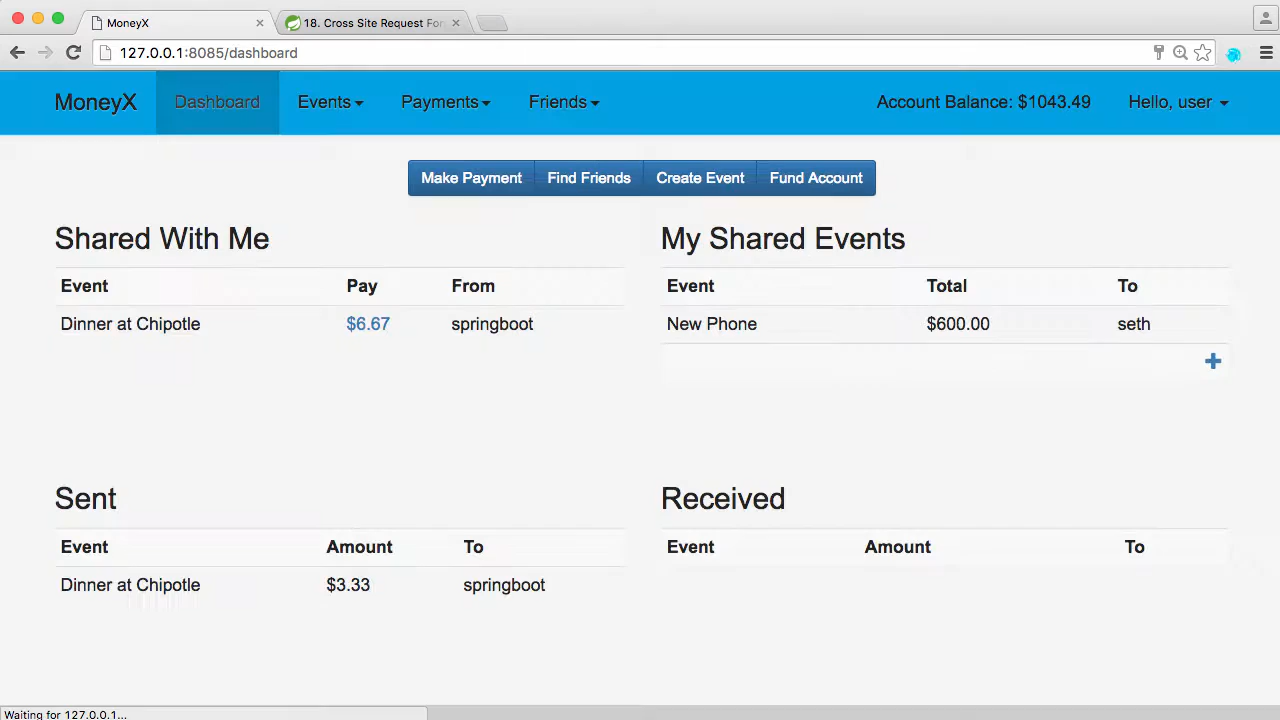 MoneyX
18. Cross Site Request For
127.0.0.1:8085/dashboard
MoneyX Dashboard Events Payments Friends Account Balance: $1043.49 Hello, user
Make Payment Find Friends Create Event Fund Account
Shared With Me
Event Pay From
Dinner at Chipotle $6.67 springboot
My Shared Events
Event Total To
New Phone $600.00 seth
Sent
Event Amount To
Dinner at Chipotle $3.33 springboot
Received
Event Amount To
Waiting for 127.0.0.1...